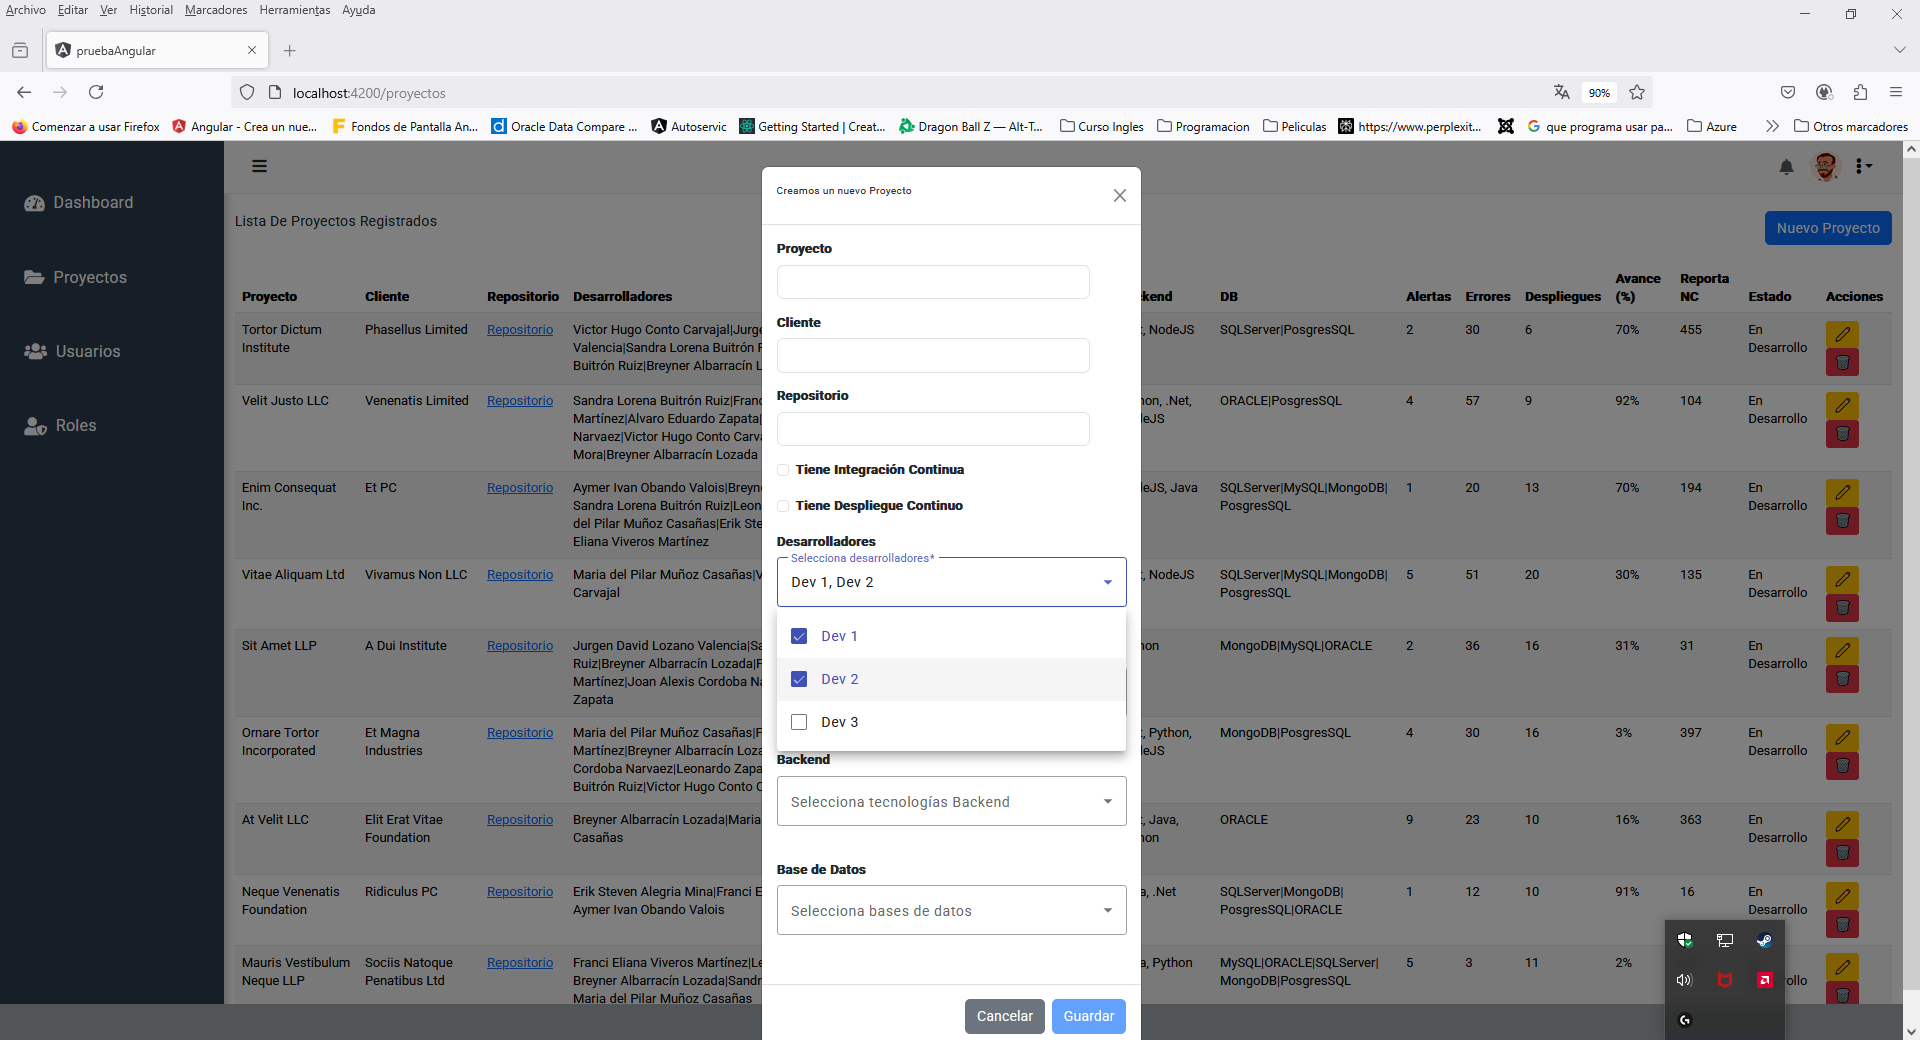 Archivo Editar Ver Historial Marcadores Herramientas Ayuda
pruebaAngular
localhost:4200/proyectos
90%
Comenzar a usar Firefox
Angular - Crea un nue...
Fondos de Pantalla An...
Oracle Data Compare ...
Autoservic
Getting Started | Creat...
Dragon Ball Z — Alt-T...
Curso Ingles
Programacion
Peliculas
https://www.perplexit...
que programa usar pa...
Azure
Otros marcadores
Dashboard
Proyectos
Usuarios
Roles
Lista De Proyectos Registrados
Nuevo Proyecto
Proyecto Cliente Repositorio Desarrolladores kend DB Alertas Errores Despliegues Avance (%) Reporta NC Estado Acciones
Tortor Dictum Phasellus Limited Repositorio Victor Hugo Conto Carvajal|Jurge t, NodeJS SQLServer|PosgresSQL 2 30 6 70% 455 En
Institute Valencia|Sandra Lorena Buitrón F Desarrollo
Buitrón Ruiz|Breyner Albarracín L
Velit Justo LLC Venenatis Limited Repositorio Sandra Lorena Buitrón Ruiz|Franc on, .Net, ORACLE|PosgresSQL 4 57 9 92% 104 En
Martínez|Alvaro Eduardo Zapata| leJS Desarrollo
Narvaez|Victor Hugo Conto Carva
Mora|Breyner Albarracín Lozada
Enim Consequat Et PC Repositorio Aymer Ivan Obando Valois|Breyn leJS, Java SQLServer|MySQL|MongoDB| 1 20 13 70% 194 En
Inc. Sandra Lorena Buitrón Ruiz|Leon PosgresSQL Desarrollo
del Pilar Muñoz Casañas|Erik Ste
Eliana Viveros Martínez
Vitae Aliquam Ltd Vivamus Non LLC Repositorio Maria del Pilar Muñoz Casañas|V t, NodeJS SQLServer|MySQL|MongoDB| 5 51 20 30% 135 En
Carvajal PosgresSQL Desarrollo
Sit Amet LLP A Dui Institute Repositorio Jurgen David Lozano Valencia|Sa non MongoDB|MySQL|ORACLE 2 36 16 31% 31 En
Ruiz|Breyner Albarracín Lozada|F Desarrollo
Martínez|Joan Alexis Cordoba Na
Zapata
Ornare Tortor Et Magna Repositorio Maria del Pilar Muñoz Casañas|F t, Python, MongoDB|PosgresSQL 4 30 16 3% 397 En
Incorporated Industries Martínez|Breyner Albarracín Loza leJS Desarrollo
Cordoba Narvaez|Leonardo Zapa
Buitrón Ruiz|Victor Hugo Conto C
At Velit LLC Elit Erat Vitae Repositorio Breyner Albarracín Lozada|Maria t, Java, ORACLE 9 23 10 16% 363 En
Foundation Casañas non Desarrollo
Neque Venenatis Ridiculus PC Repositorio Erik Steven Alegria Mina|Franci E a, .Net SQLServer|MongoDB| 1 12 10 91% 16 En
Foundation Aymer Ivan Obando Valois PosgresSQL|ORACLE Desarrollo
Mauris Vestibulum Sociis Natoque Repositorio Franci Eliana Viveros Martínez|Le a, Python MySQL|ORACLE|SQLServer| 5 3 11 2%
Neque LLP Penatibus Ltd Breyner Albarracín Lozada|Sandr MongoDB|PosgresSQL ollo
Maria del Pilar Muñoz Casañas
Creamos un nuevo Proyecto
Proyecto
Cliente
Repositorio
Tiene Integración Continua
Tiene Despliegue Continuo
Desarrolladores
Selecciona desarrolladores*
Dev 1, Dev 2
Dev 1
Dev 2
Dev 3
Backend
Selecciona tecnologías Backend
Base de Datos
Selecciona bases de datos
Cancelar Guardar